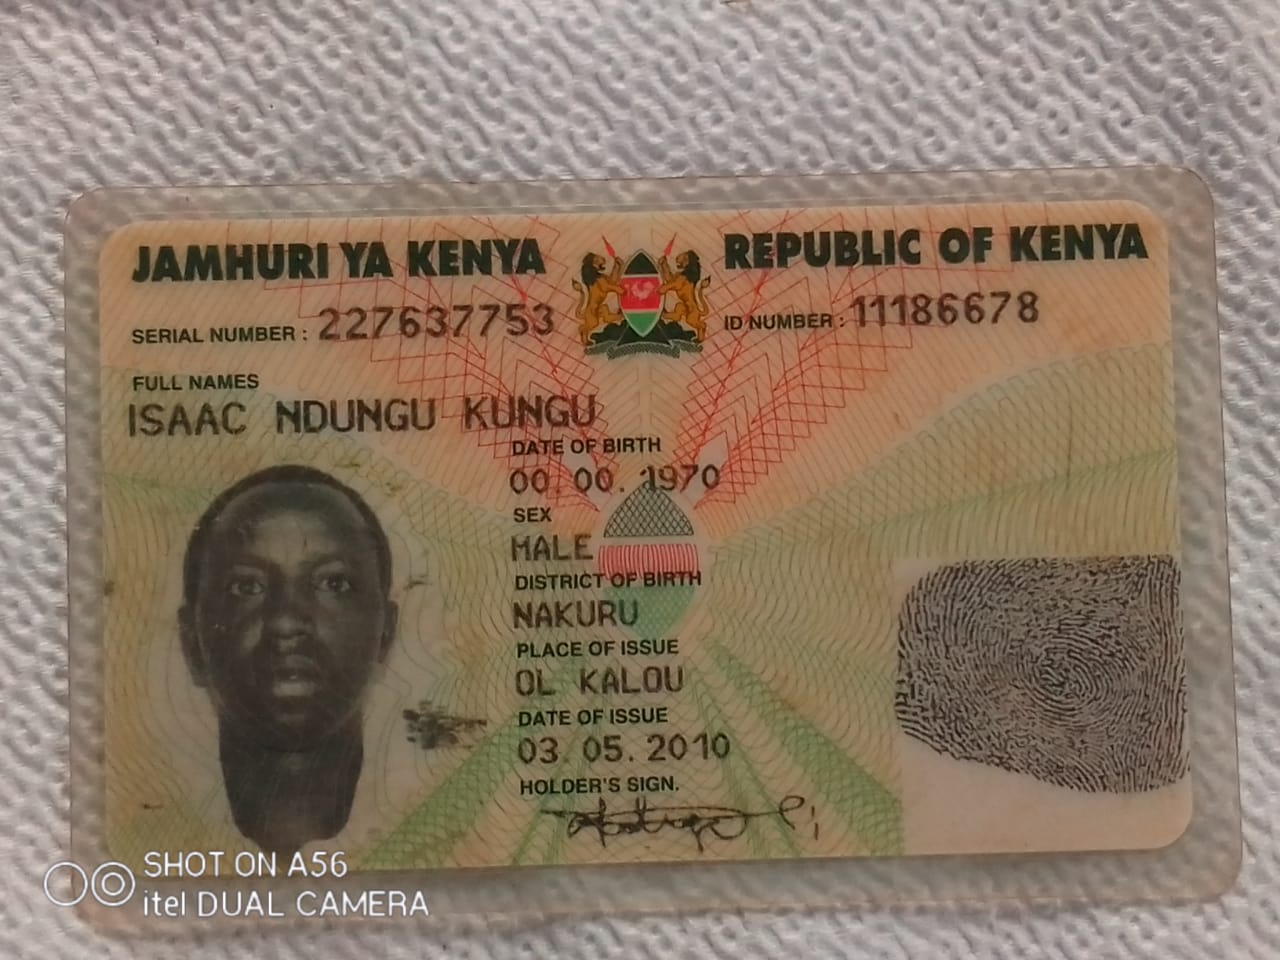 JAMHURI YA KENYA
REPUBLIC OF KENYA
SERIAL NUMBER : 227637753
ID NUMBER : 11186678
FULL NAMES
ISAAC NDUNGU KUNGU
DATE OF BIRTH
00. 00. 1970
SEX
MALE
DISTRICT OF BIRTH
NAKURU
PLACE OF ISSUE
OL KALOU
DATE OF ISSUE
03. 05. 2010
HOLDER'S SIGN.
SHOT ON A56
itel DUAL CAMERA